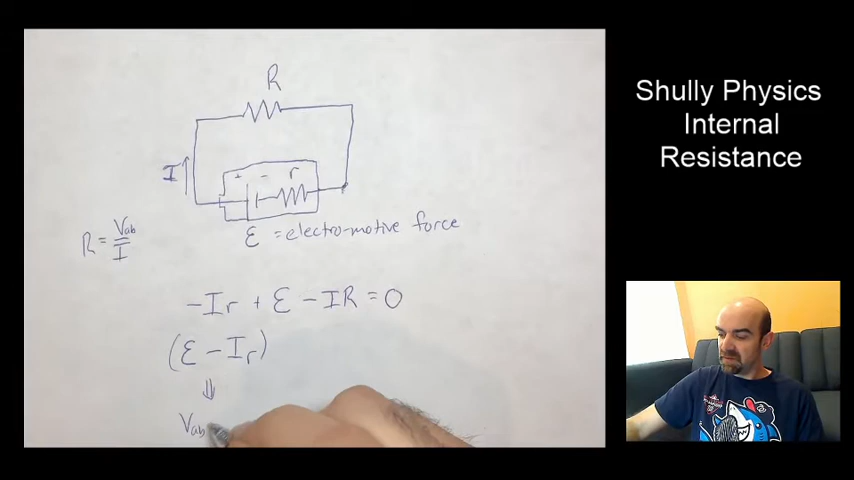 Shully Physics
Internal
Resistance
R
I
+ - r
R = Vab / I
ε = electro-motive force
-Ir + ε - IR = 0
(ε - Ir)
⇓
Vab